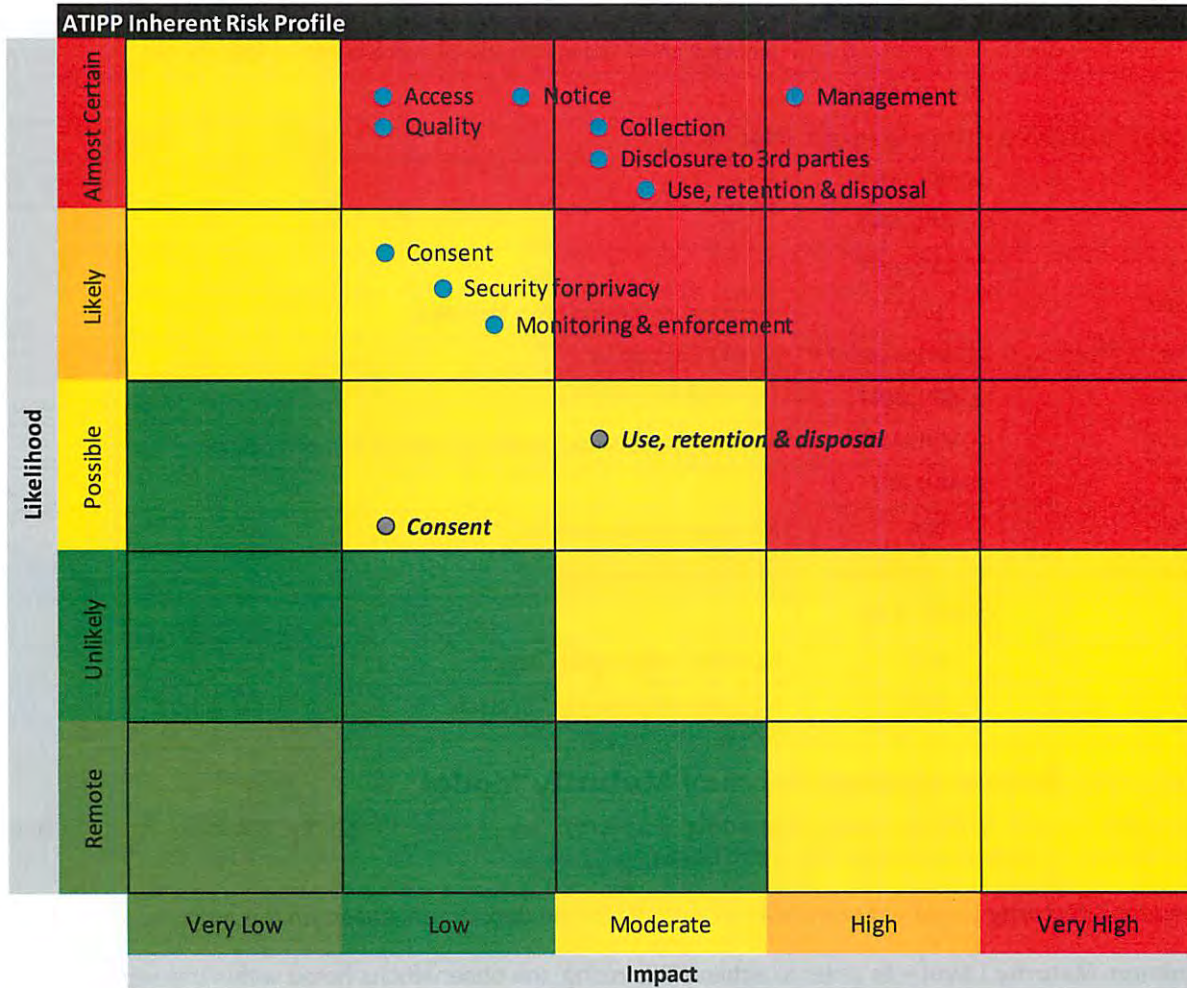 ATIPP Inherent Risk Profile
Likelihood
Almost Certain
Access
Notice
Management
Quality
Collection
Disclosure to 3rd parties
Use, retention & disposal
Likely
Consent
Security for privacy
Monitoring & enforcement
Possible
Use, retention & disposal
Consent
Unlikely
Remote
Very Low
Low
Moderate
High
Very High
Impact